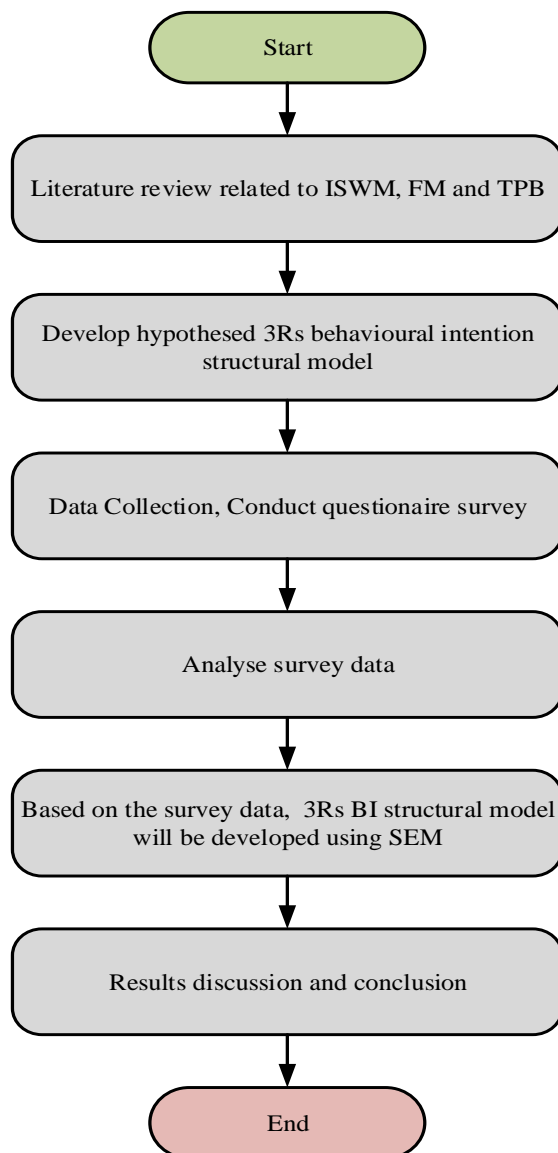 Start
Literature review related to ISWM, FM and TPB
Develop hypothesed 3Rs behavioural intention
structural model
Data Collection, Conduct questionaire survey
Analyse survey data
Based on the survey data, 3Rs BI structural model
will be developed using SEM
Results discussion and conclusion
End